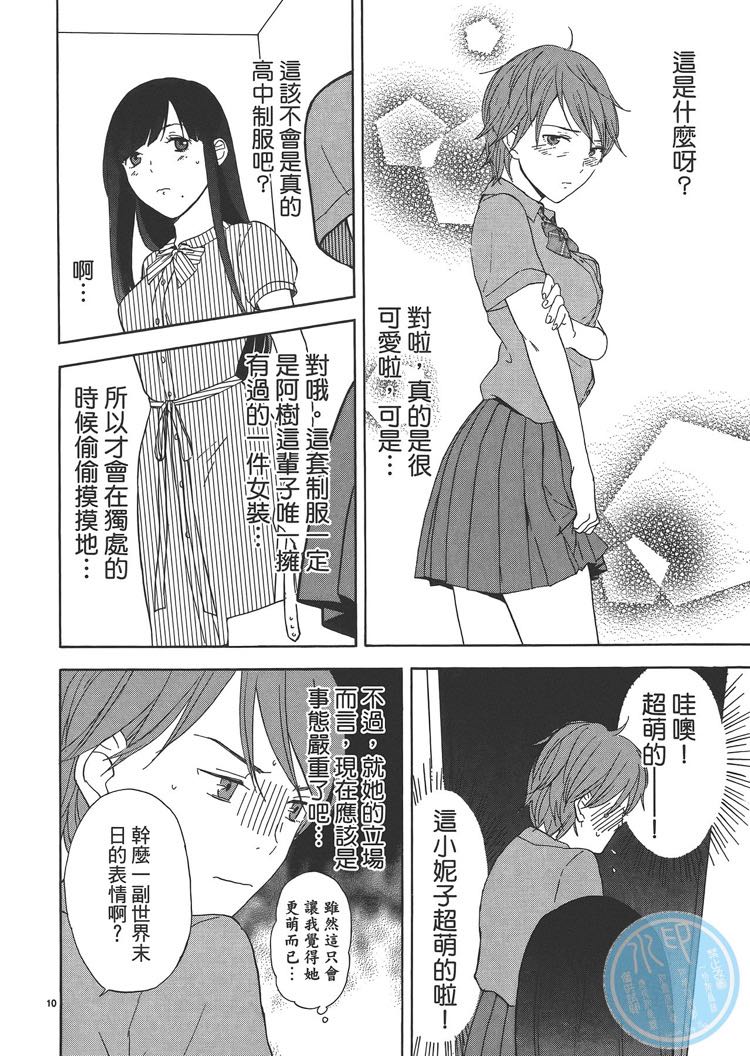 這是什麼呀？
對啦，真的是很
可愛啦，可是…
這該不會是真的
高中制服吧？
啊…
對哦。這套制服一定
是阿樹這輩子唯一擁
有過的一件女裝…
所以才會在獨處的
時候偷偷摸摸地…
哇噢！
超萌的——！
這小妮子超萌的啦！
不過，就她的立場
而言，現在應該是
事態嚴重了吧…
雖然這只會
讓我覺得她
更萌而已…
幹麼一副世界末
日的表情啊？
10